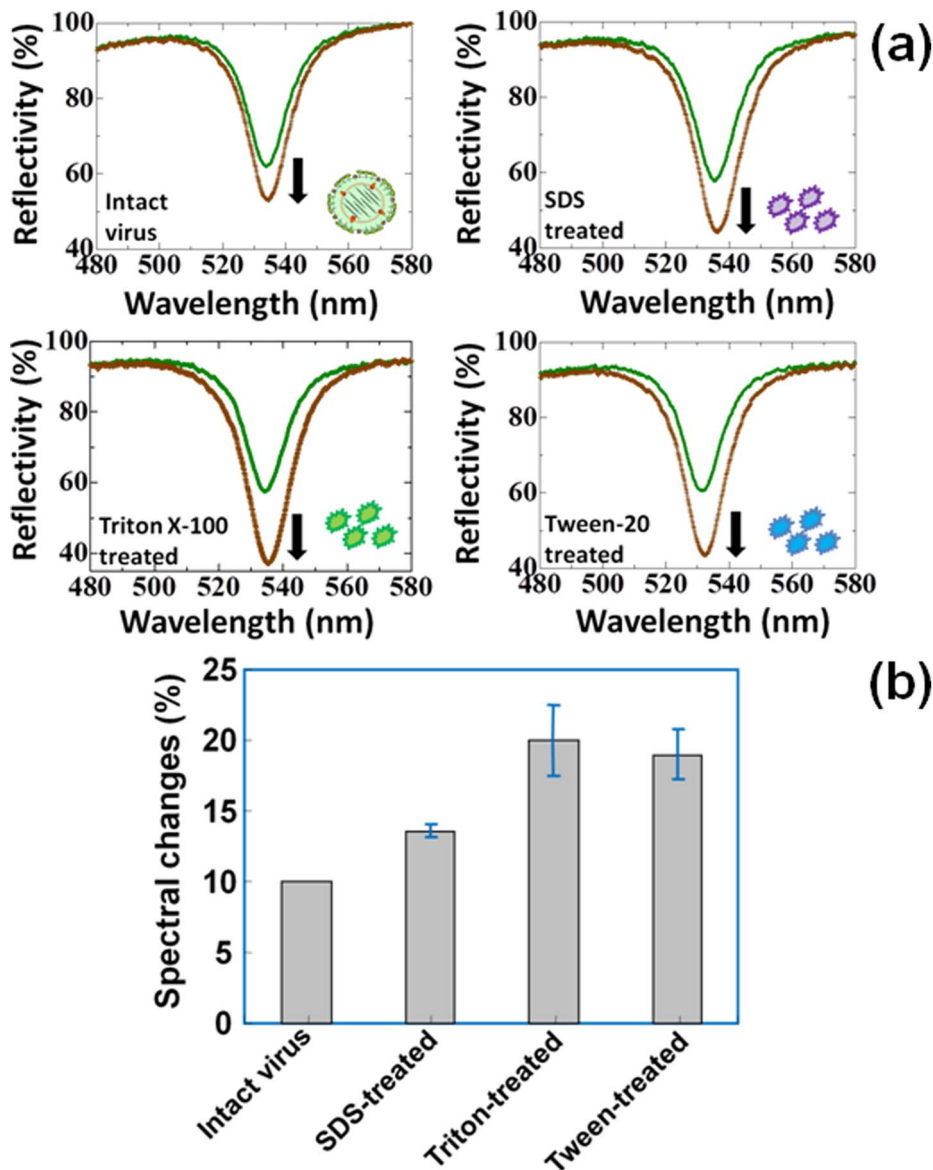 (a)
Reflectivity (%)
100
80
60
40
Intact
virus
480 500 520 540 560 580
Wavelength (nm)
Reflectivity (%)
100
80
60
40
SDS
treated
480 500 520 540 560 580
Wavelength (nm)
Reflectivity (%)
100
80
60
40
Triton X-100
treated
480 500 520 540 560 580
Wavelength (nm)
Reflectivity (%)
100
80
60
40
Tween-20
treated
480 500 520 540 560 580
Wavelength (nm)
(b)
Spectral changes (%)
25
20
15
10
5
0
Intact virus
SDS-treated
Triton-treated
Tween-treated